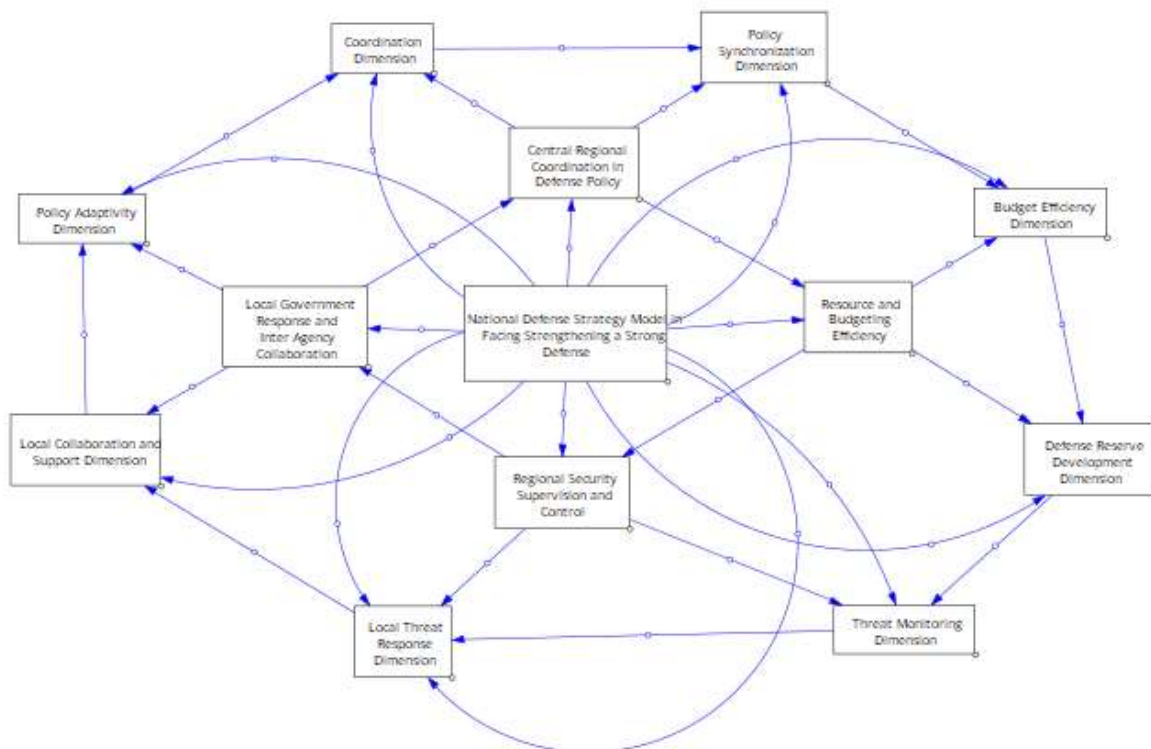 Coordination
Dimension
Policy
Synchronization
Dimension
Central Regional
Coordination in
Defense Policy
Policy Adaptivity
Dimension
Budget Efficiency
Dimension
Local Government
Response and
Inter Agency
Collaboration
National Defense Strategy Model in
Facing Strengthening a Strong
Defense
Resource and
Budgeting
Efficiency
Local Collaboration and
Support Dimension
Regional Security
Supervision and
Control
Defense Reserve
Development
Dimension
Local Threat
Response
Dimension
Threat Monitoring
Dimension